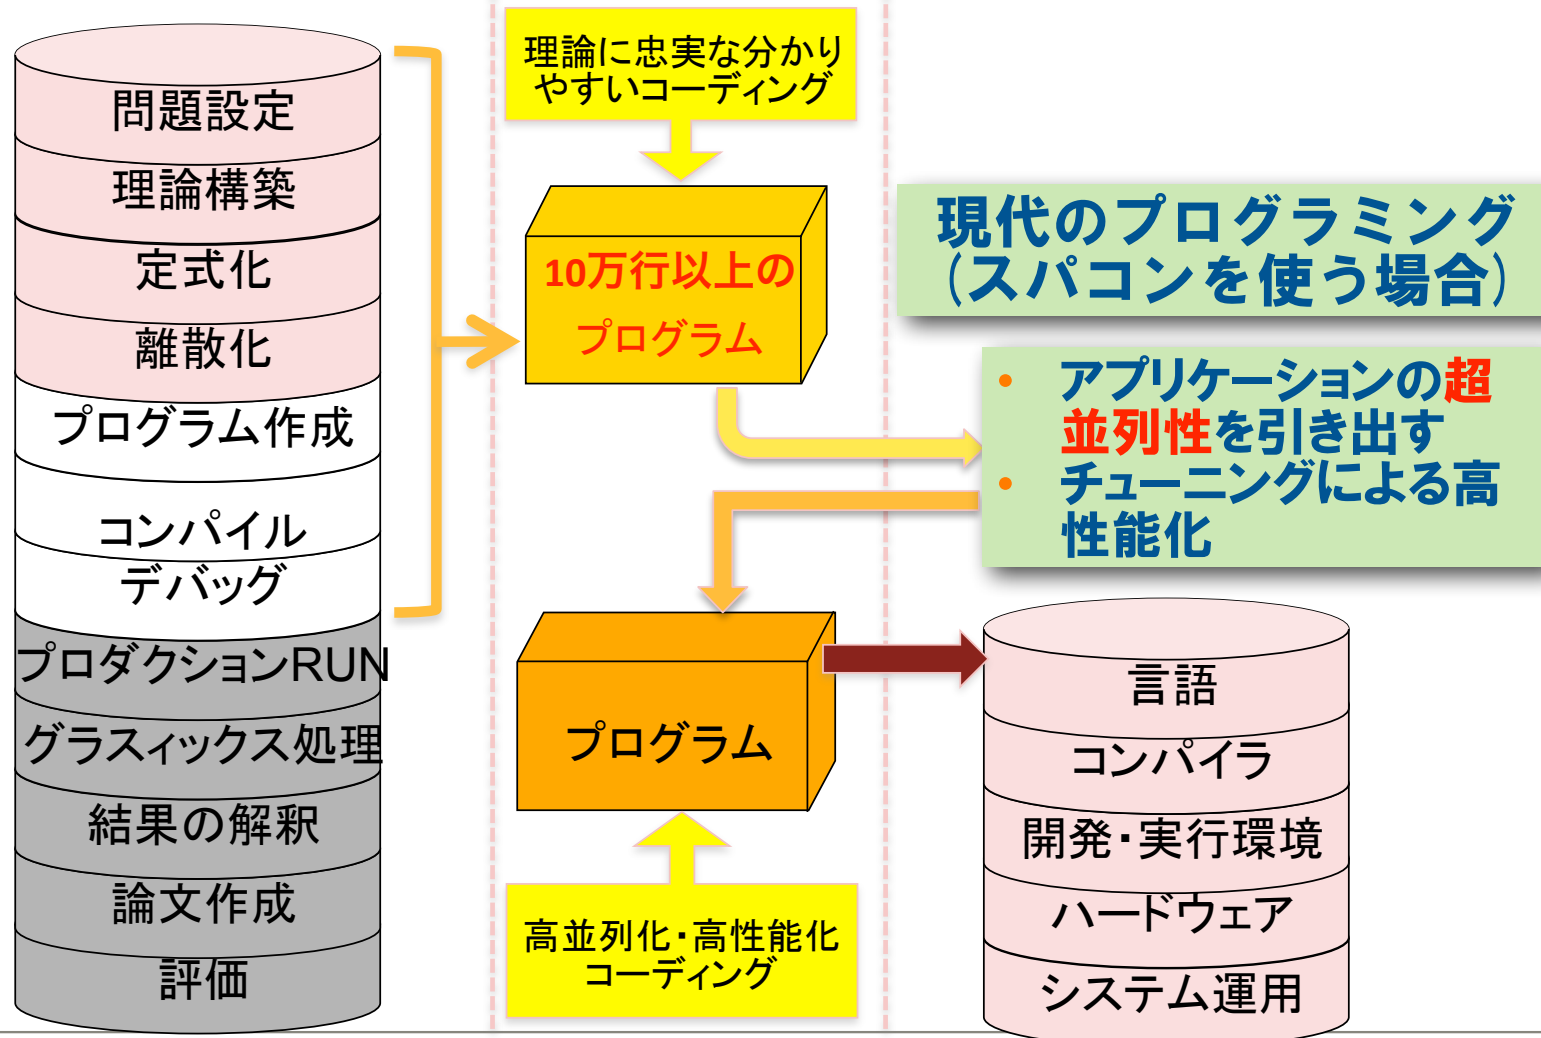 問題設定
理論構築
定式化
離散化
プログラム作成
コンパイル
デバッグ
プロダクションRUN
グラスィックス処理
結果の解釈
論文作成
評価
理論に忠実な分かり
やすいコーディング
10万行以上の
プログラム
プログラム
高並列化・高性能化
コーディング
現代のプログラミング
(スパコンを使う場合)
• アプリケーションの超
並列性を引き出す
• チューニングによる高
性能化
言語
コンパイラ
開発・実行環境
ハードウェア
システム運用